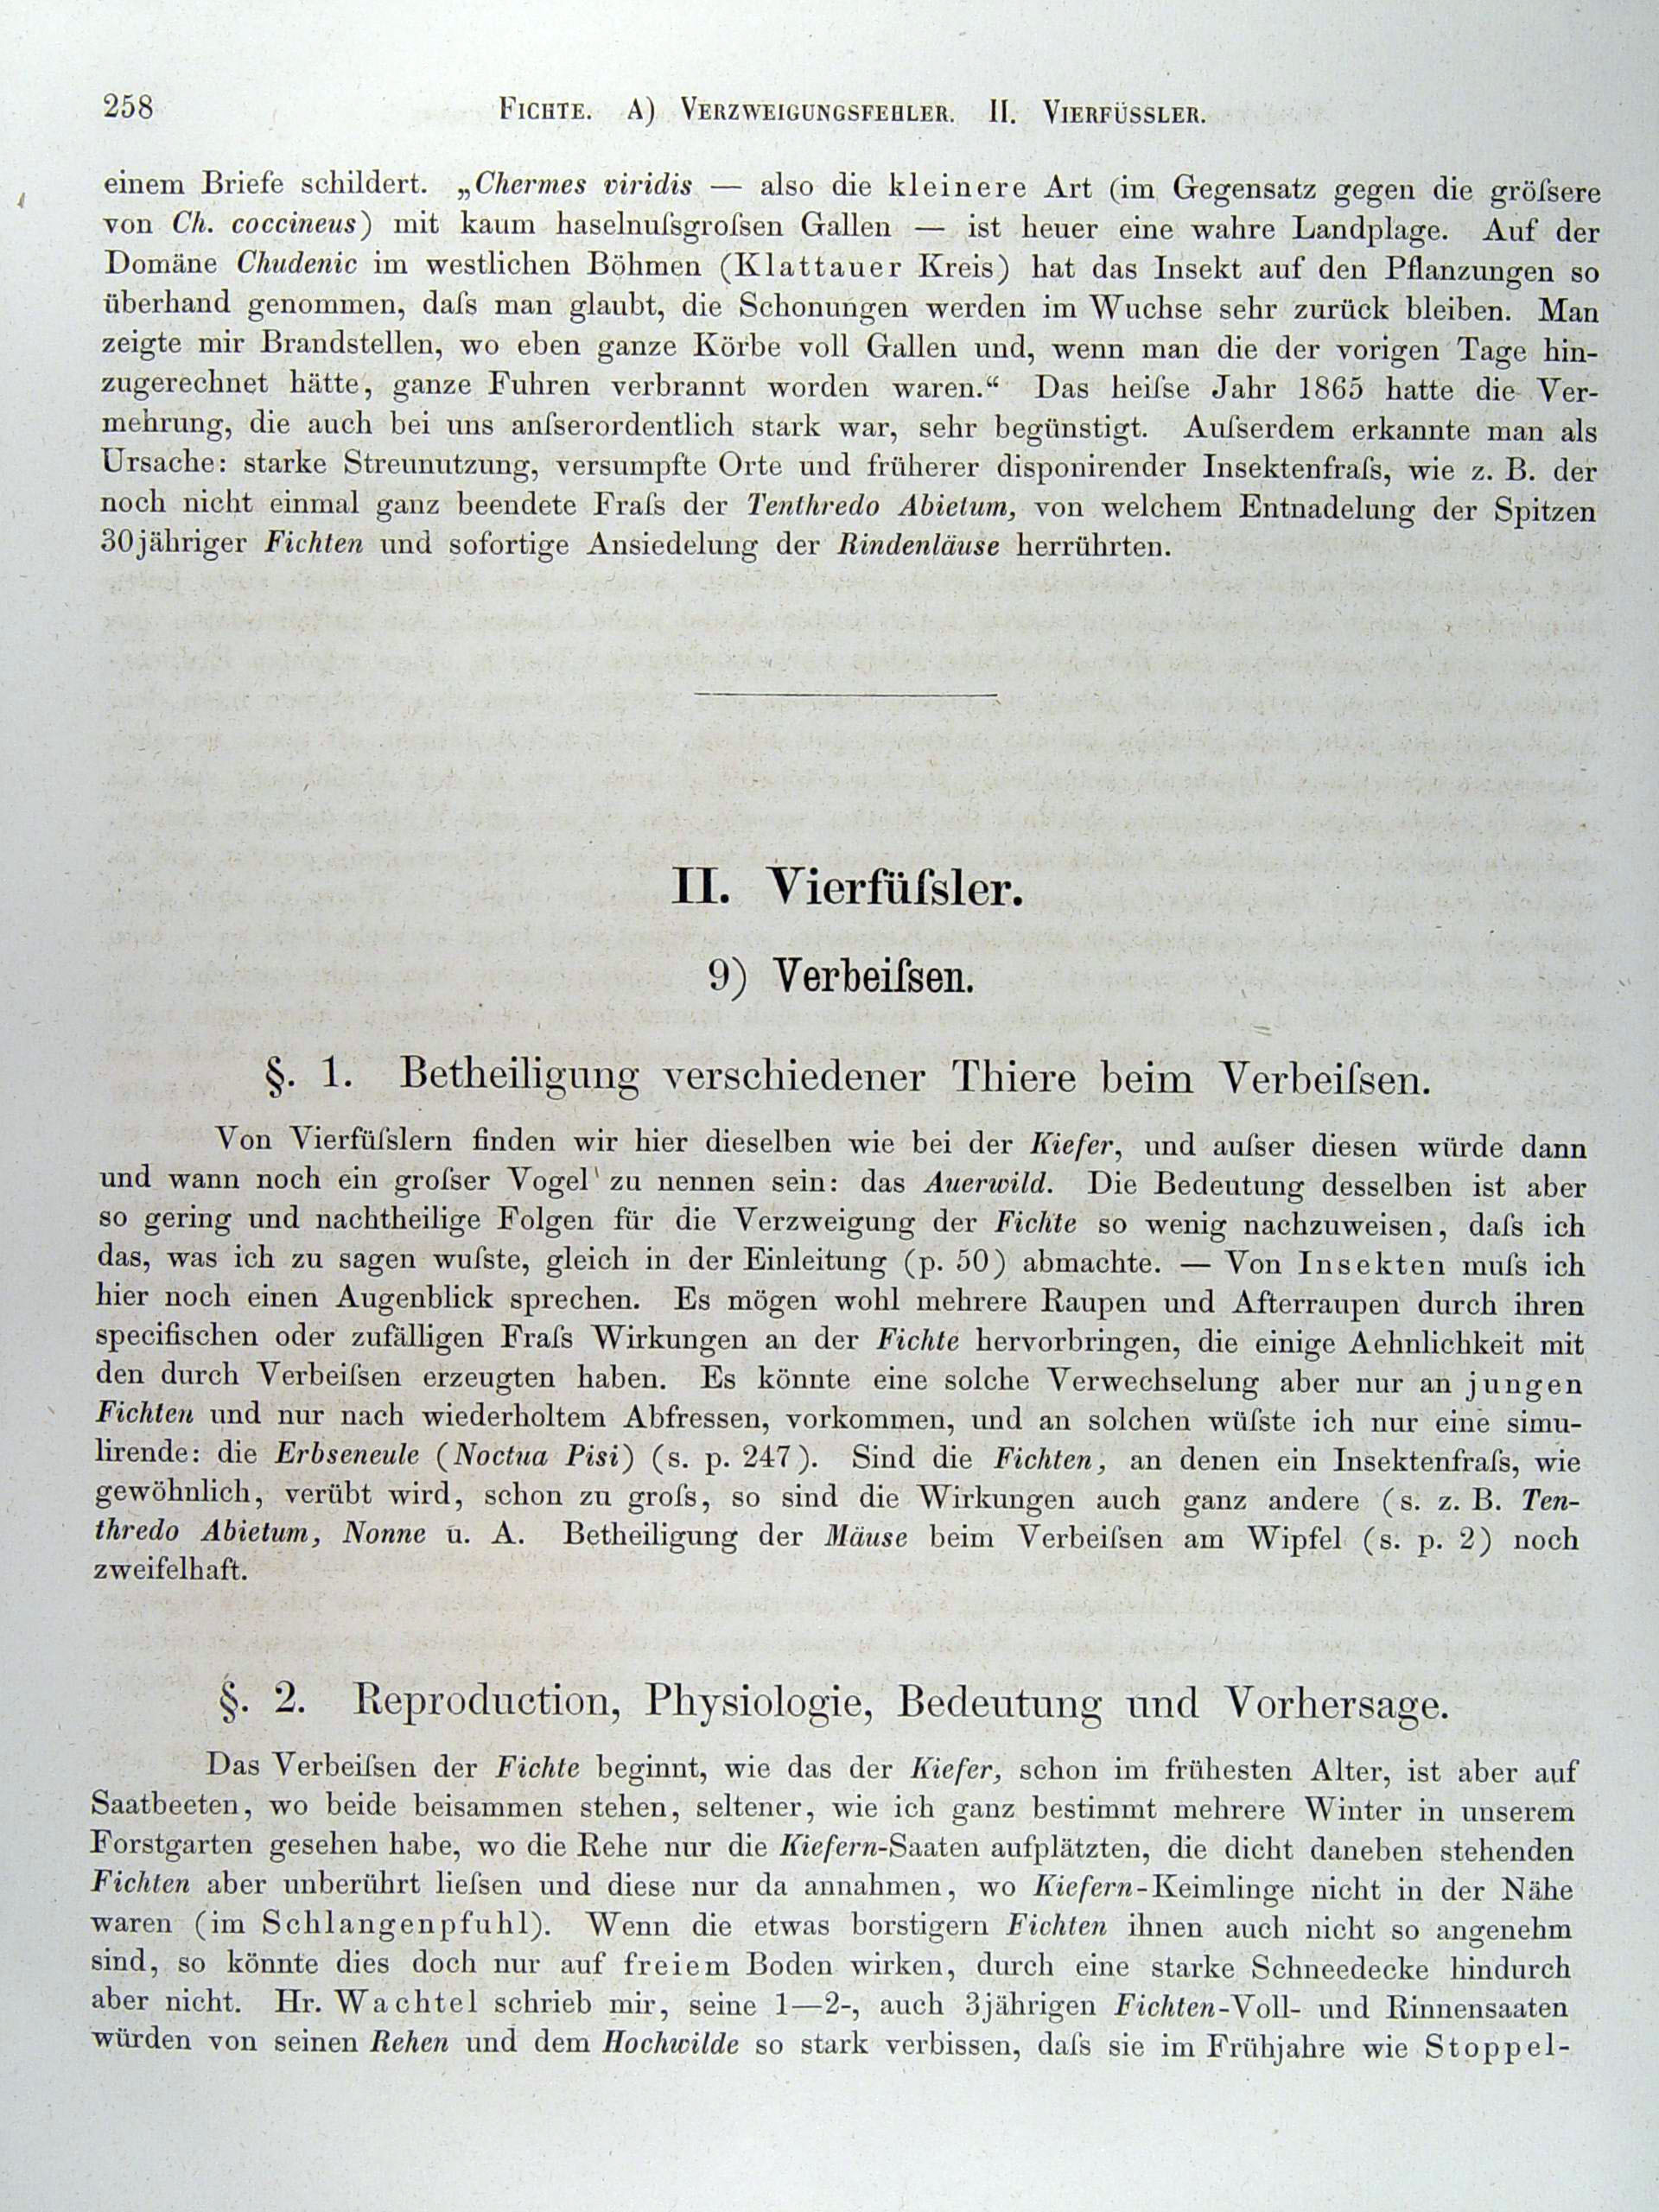 258 FICHTE. A) VERZWEIGUNGSFEHLER. II. VIERFÜSSLER.
einem Briefe schildert. „Chermes viridis — also die kleinere Art (im Gegensatz gegen die gröſsere
von Ch. coccineus) mit kaum haselnuſsgroſsen Gallen — ist heuer eine wahre Landplage. Auf der
Domäne Chudenic im westlichen Böhmen (Klattauer Kreis) hat das Insekt auf den Pflanzungen so
überhand genommen, daſs man glaubt, die Schonungen werden im Wuchse sehr zurück bleiben. Man
zeigte mir Brandstellen, wo eben ganze Körbe voll Gallen und, wenn man die der vorigen Tage hin-
zugerechnet hätte, ganze Fuhren verbrannt worden waren.“ Das heiſse Jahr 1865 hatte die Ver-
mehrung, die auch bei uns anſserordentlich stark war, sehr begünstigt. Auſserdem erkannte man als
Ursache: starke Streunutzung, versumpfte Orte und früherer disponirender Insektenfraſs, wie z. B. der
noch nicht einmal ganz beendete Fraſs der Tenthredo Abietum, von welchem Entnadelung der Spitzen
30jähriger Fichten und sofortige Ansiedelung der Rindenläuse herrührten.
II. Vierfüſsler.
9) Verbeiſsen.
§. 1. Betheiligung verschiedener Thiere beim Verbeiſsen.
Von Vierfüſslern finden wir hier dieselben wie bei der Kiefer, und auſser diesen würde dann
und wann noch ein groſser Vogel zu nennen sein: das Auerwild. Die Bedeutung desselben ist aber
so gering und nachtheilige Folgen für die Verzweigung der Fichte so wenig nachzuweisen, daſs ich
das, was ich zu sagen wuſste, gleich in der Einleitung (p. 50) abmachte. — Von Insekten muſs ich
hier noch einen Augenblick sprechen. Es mögen wohl mehrere Raupen und Afterraupen durch ihren
specifischen oder zufälligen Fraſs Wirkungen an der Fichte hervorbringen, die einige Aehnlichkeit mit
den durch Verbeiſsen erzeugten haben. Es könnte eine solche Verwechselung aber nur an jungen
Fichten und nur nach wiederholtem Abfressen, vorkommen, und an solchen wüſste ich nur eine simu-
lirende: die Erbseneule (Noctua Pisi) (s. p. 247). Sind die Fichten, an denen ein Insektenfraſs, wie
gewöhnlich, verübt wird, schon zu groſs, so sind die Wirkungen auch ganz andere (s. z. B. Ten-
thredo Abietum, Nonne u. A. Betheiligung der Mäuse beim Verbeiſsen am Wipfel (s. p. 2) noch
zweifelhaft.
§. 2. Reproduction, Physiologie, Bedeutung und Vorhersage.
Das Verbeiſsen der Fichte beginnt, wie das der Kiefer, schon im frühesten Alter, ist aber auf
Saatbeeten, wo beide beisammen stehen, seltener, wie ich ganz bestimmt mehrere Winter in unserem
Forstgarten gesehen habe, wo die Rehe nur die Kiefern-Saaten aufplätzten, die dicht daneben stehenden
Fichten aber unberührt lieſsen und diese nur da annahmen, wo Kiefern-Keimlinge nicht in der Nähe
waren (im Schlangenpfuhl). Wenn die etwas borstigern Fichten ihnen auch nicht so angenehm
sind, so könnte dies doch nur auf freiem Boden wirken, durch eine starke Schneedecke hindurch
aber nicht. Hr. Wachtel schrieb mir, seine 1—2-, auch 3jährigen Fichten-Voll- und Rinnensaaten
würden von seinen Rehen und dem Hochwilde so stark verbissen, daſs sie im Frühjahre wie Stoppel-